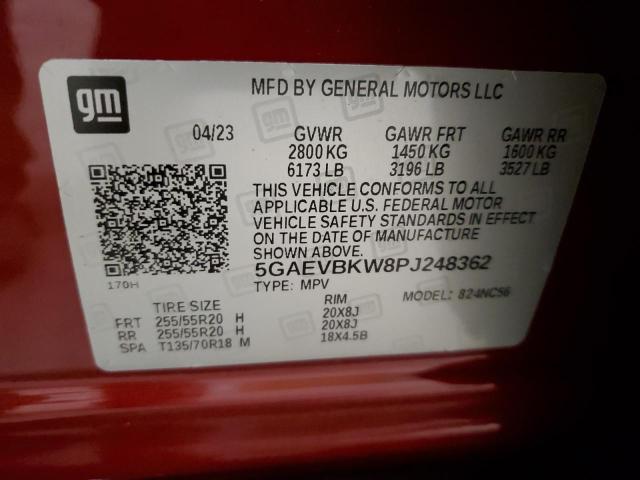 gm
MFD BY GENERAL MOTORS LLC
04/23 GVWR GAWR FRT GAWR RR
2800 KG 1450 KG 1600 KG
6173 LB 3196 LB 3527 LB
THIS VEHICLE CONFORMS TO ALL
APPLICABLE U.S. FEDERAL MOTOR
VEHICLE SAFETY STANDARDS IN EFFECT
ON THE DATE OF MANUFACTURE
SHOWN ABOVE.
5GAEVBKW8PJ248362
170H
TYPE: MPV MODEL: 824NC56
TIRE SIZE RIM
FRT 255/55R20 H 20X8J
RR 255/55R20 H 20X8J
SPA T135/70R18 M 18X4.5B